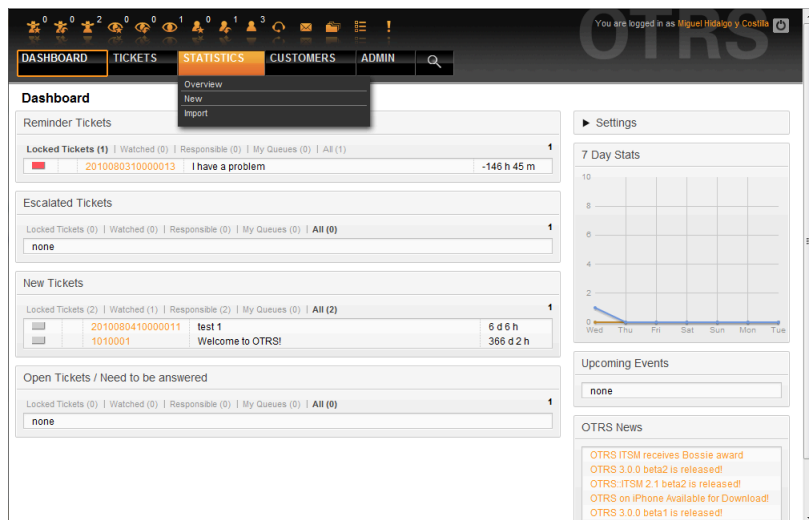 0 0 2 0 0 1 0 1 3
You are logged in as Miguel Hidalgo y Costilla
OTRS
DASHBOARD TICKETS STATISTICS CUSTOMERS ADMIN
Overview
New
Import
Dashboard
Reminder Tickets
Locked Tickets (1) | Watched (0) | Responsible (0) | My Queues (0) | All (1) 1
2010080310000013 I have a problem -146 h 45 m
Escalated Tickets
Locked Tickets (0) | Watched (0) | Responsible (0) | My Queues (0) | All (0) 1
none
New Tickets
Locked Tickets (2) | Watched (1) | Responsible (2) | My Queues (0) | All (2) 1
2010080410000011 test 1 6 d 6 h
1010001 Welcome to OTRS! 366 d 2 h
Open Tickets / Need to be answered
Locked Tickets (0) | Watched (0) | Responsible (0) | My Queues (0) | All (0) 1
none
Settings
7 Day Stats
10
8
6
4
2
0
Wed Thu Fri Sat Sun Mon Tue
Upcoming Events
none
OTRS News
OTRS ITSM receives Bossie award
OTRS 3.0.0 beta2 is released!
OTRS::ITSM 2.1 beta2 is released!
OTRS on iPhone Available for Download!
OTRS 3.0.0 beta1 is released!